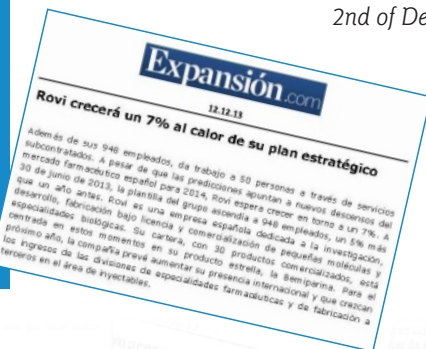 2nd of De
Expansión.com
12.12.13
Rovi crecerá un 7% al calor de su plan estratégico
Además de sus 948 empleados, da trabajo a 50 personas a través de servicios
subcontratados. A pesar de que las predicciones apuntan a nuevos descensos del
mercado farmacéutico español para 2014, Rovi espera crecer en torno a un 7%. A
30 de junio de 2013, la plantilla del grupo ascendía a 948 empleados, un 5% más
que un año antes. Rovi es una empresa española dedicada a la investigación,
desarrollo, fabricación bajo licencia y comercialización de pequeñas moléculas y
especialidades biológicas. Su cartera, con 30 productos comercializados, está
centrada en estos momentos en su producto estrella, la Bemiparina. Para el
próximo año, la compañía prevé aumentar su presencia internacional y que crezcan
los ingresos de las divisiones de especialidades farmacéuticas y de fabricación a
terceros en el área de inyectables.